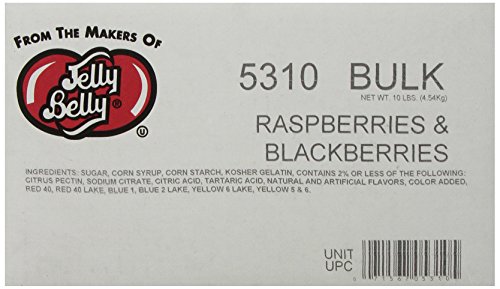 FROM THE MAKERS OF
Jelly
Belly®
U
5310 BULK
NET WT. 10 LBS. (4.54Kg)
RASPBERRIES &
BLACKBERRIES
INGREDIENTS: SUGAR, CORN SYRUP, CORN STARCH, KOSHER GELATIN, CONTAINS 2% OR LESS OF THE FOLLOWING:
CITRUS PECTIN, SODIUM CITRATE, CITRIC ACID, TARTARIC ACID, NATURAL AND ARTIFICIAL FLAVORS, COLOR ADDED,
RED 40, RED 40 LAKE, BLUE 1, BLUE 2 LAKE, YELLOW 6 LAKE, YELLOW 5 & 6.
UNIT
UPC